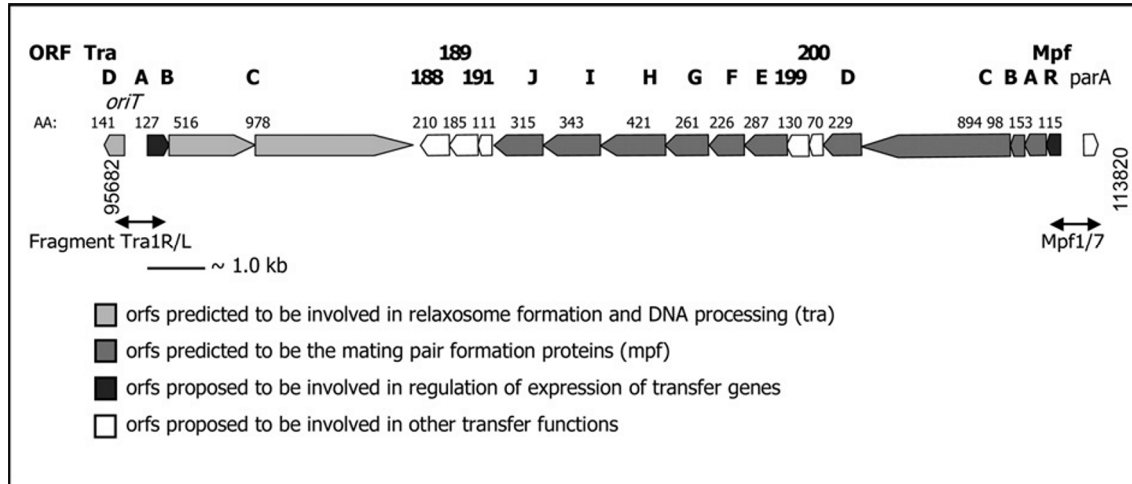 ORF Tra 189 200 Mpf
D A B C 188 191 J I H G F E 199 D C B A R parA
oriT
AA: 141 127 516 978 210 185 111 315 343 421 261 226 287 130 70 229 894 98 153 115
95682
113820
Fragment Tra1R/L Mpf1/7
~ 1.0 kb
orfs predicted to be involved in relaxosome formation and DNA processing (tra)
orfs predicted to be the mating pair formation proteins (mpf)
orfs proposed to be involved in regulation of expression of transfer genes
orfs proposed to be involved in other transfer functions